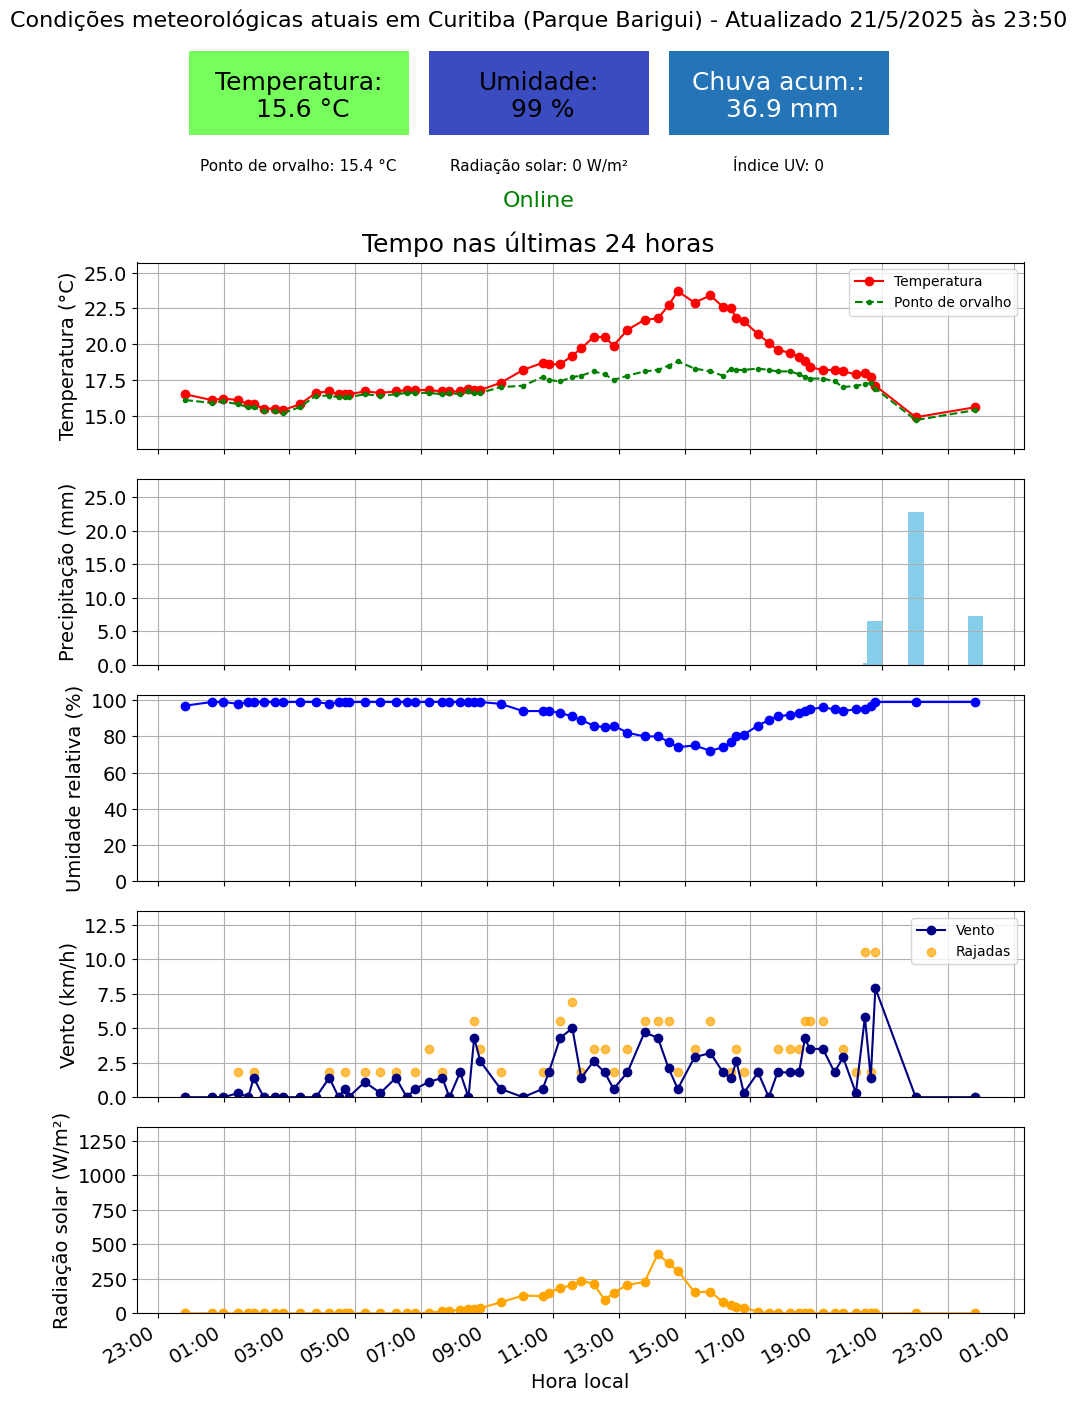 Condições meteorológicas atuais em Curitiba (Parque Barigui) - Atualizado 21/5/2025 às 23:50
Temperatura:
15.6 °C
Umidade:
99 %
Chuva acum.:
36.9 mm
Ponto de orvalho: 15.4 °C
Radiação solar: 0 W/m²
Índice UV: 0
Online
Tempo nas últimas 24 horas
Temperatura (°C)
25.0
22.5
20.0
17.5
15.0
Temperatura
Ponto de orvalho
Precipitação (mm)
25.0
20.0
15.0
10.0
5.0
0.0
Umidade relativa (%)
100
80
60
40
20
0
Vento (km/h)
12.5
10.0
7.5
5.0
2.5
0.0
Vento
Rajadas
Radiação solar (W/m²)
1250
1000
750
500
250
0
23:00
01:00
03:00
05:00
07:00
09:00
11:00
13:00
15:00
17:00
19:00
21:00
23:00
01:00
Hora local